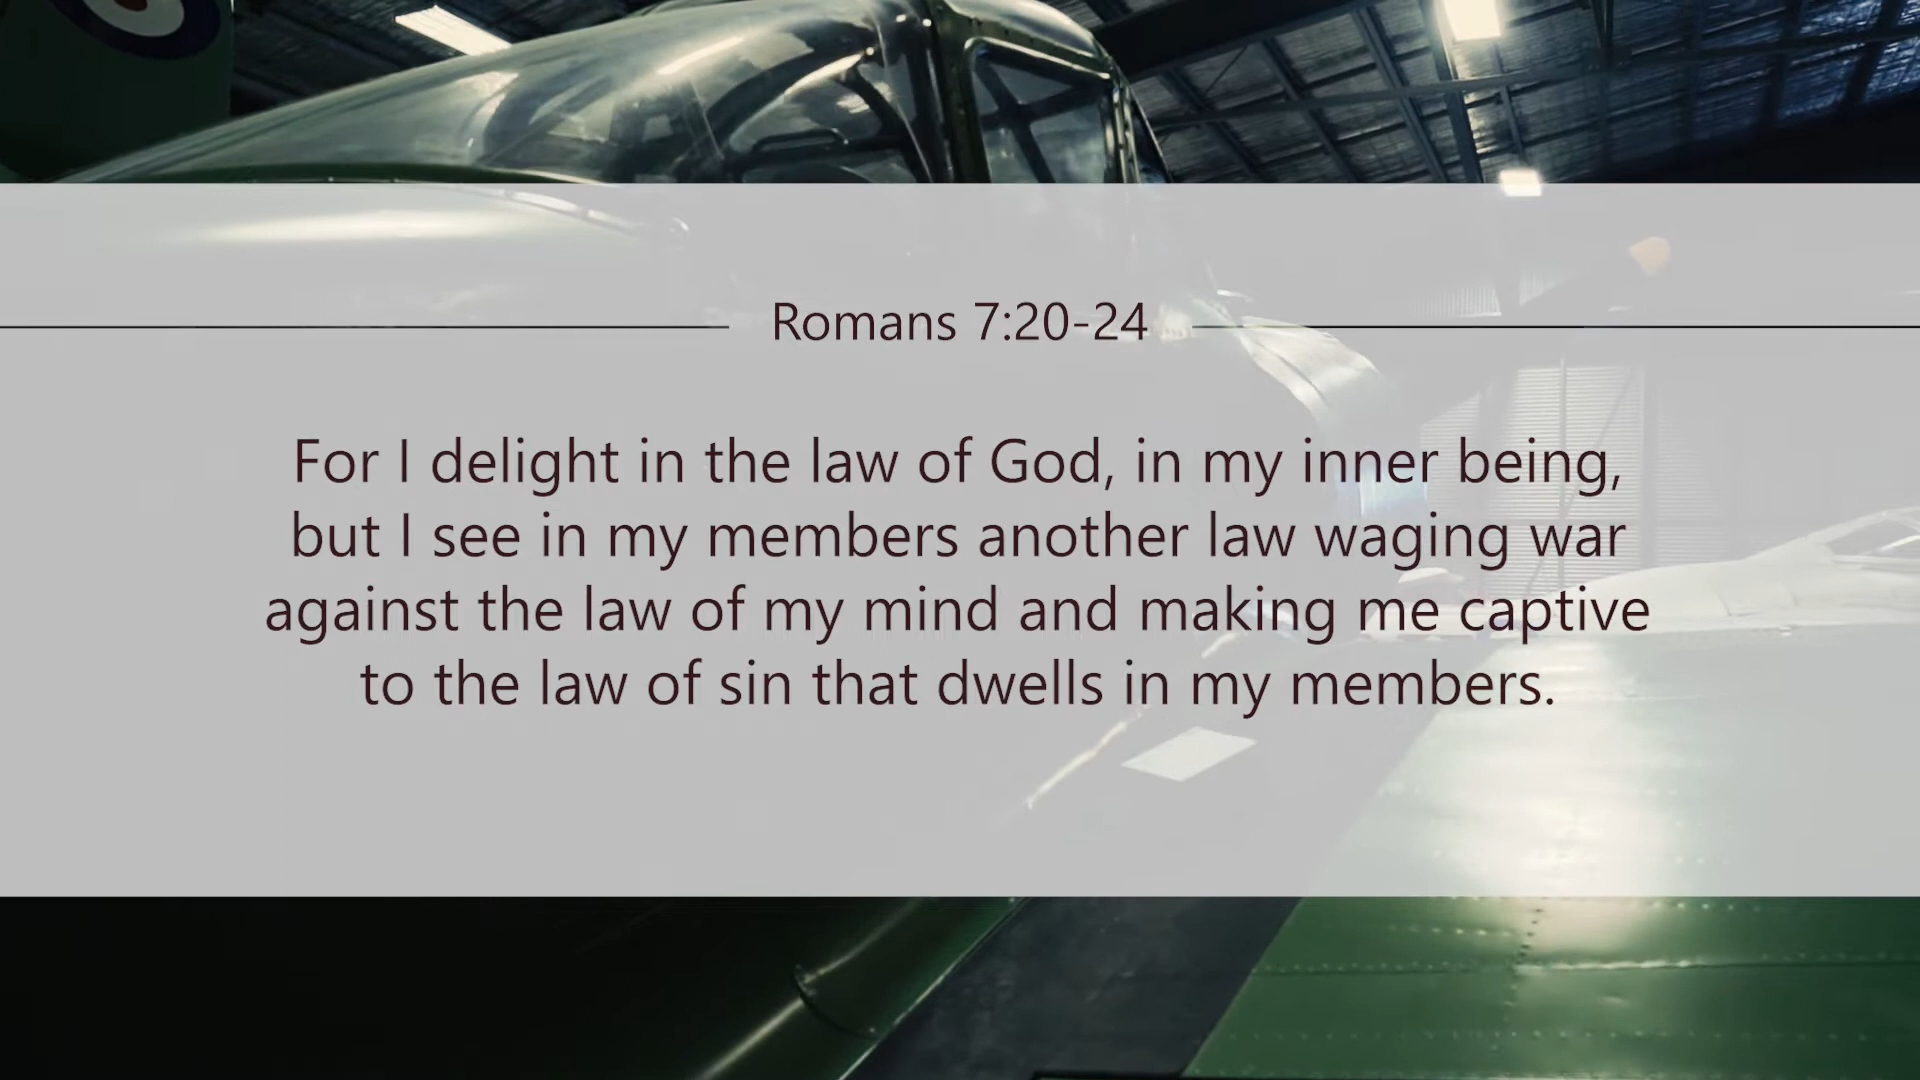 Romans 7:20-24
For I delight in the law of God, in my inner being,
but I see in my members another law waging war
against the law of my mind and making me captive
to the law of sin that dwells in my members.